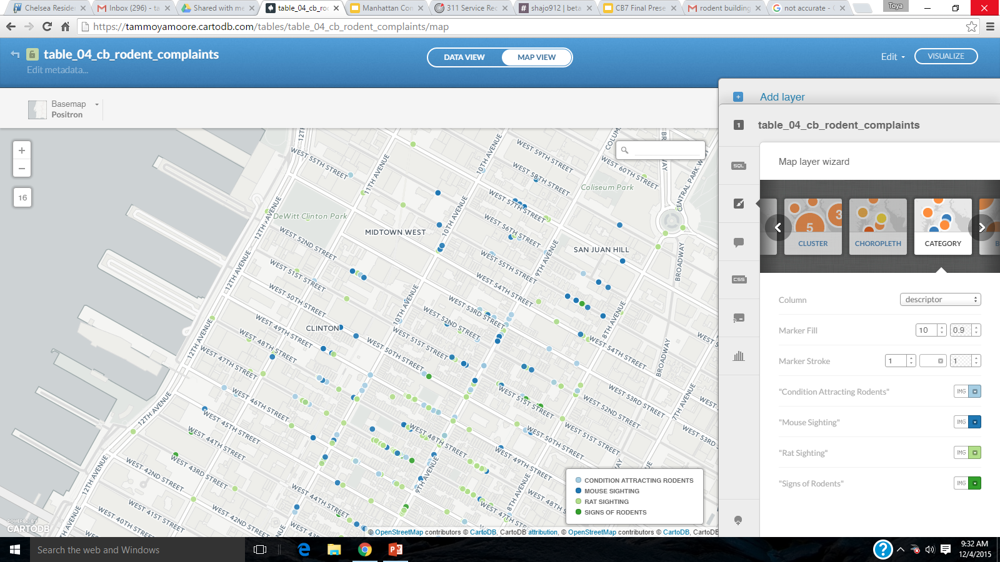 Chelsea Reside
Inbox (296) - ta
Shared with me
table_04_cb_ro
Manhattan Con
311 Service Rec
shajo912 | beta
CB7 Final Prese
rodent building
not accurate - G
Toya
https://tammoyamoore.cartodb.com/tables/table_04_cb_rodent_complaints/map
table_04_cb_rodent_complaints
Edit metadata...
DATA VIEW
MAP VIEW
Edit
VISUALIZE
Basemap
Positron
Add layer
1
table_04_cb_rodent_complaints
Map layer wizard
SQL
CSS
5
3
CLUSTER
CHOROPLETH
CATEGORY
B
Column
descriptor
Marker Fill
10
0.9
Marker Stroke
1
1
"Condition Attracting Rodents"
IMG
"Mouse Sighting"
IMG
"Rat Sighting"
IMG
"Signs of Rodents"
IMG
+
−
16
12TH
WEST 55TH STREET
11TH AVENUE
10TH AVENUE
WEST 59TH STREET
WEST 58TH STREET
COLUM
WEST 60TH STREET
BROADWAY
CENTRAL PARK W
Coliseum Park
DeWitt Clinton Park
12TH AVENUE
MIDTOWN WEST
10TH AVENUE
WEST 57TH STREET
WEST 56TH STREET
WEST 55TH STREET
9TH AVENUE
SAN JUAN HILL
BROADWAY
WEST 52ND STREET
WEST 51ST STREET
WEST 50TH STREET
12TH AVENUE
WEST 54TH STREET
WEST 53RD STREET
WEST 52ND STREET
10TH AVENUE
8TH AVENUE
CLINTON
WEST 49TH STREET
WEST 48TH STREET
WEST 47TH STREET
12TH AVENUE
WEST 51ST STREET
WEST 50TH STREET
WEST 54TH STREET
BROADWAY
WEST 5
WEST 46TH STREET
WEST 45TH STREET
WEST 44TH STREET
WEST 43RD STREET
12TH AVENUE
WEST 51ST STREET
WEST 53RD STREET
WEST 52ND STREET
WEST 51ST STREET
7TH AVENUE
WEST 53RD
WEST 48TH STREET
WEST 50TH STREET
WEST 49TH STREET
9TH AVENUE
8TH AVENUE
WEST 48TH
WEST 47TH STREET
WEST 42ND STREET
WEST 41ST STREET
WEST 40TH STREET
WEST 42ND
WEST 43
12TH AVENUE
12TH AVENUE
CONDITION ATTRACTING RODENTS
MOUSE SIGHTING
RAT SIGHTING
SIGNS OF RODENTS
POWERED BY
CARTODB
© OpenStreetMap contributors © CartoDB, CartoDB attribution, © OpenStreetMap contributors © CartoDB, CartoDB
Search the web and Windows
9:32 AM
12/4/2015